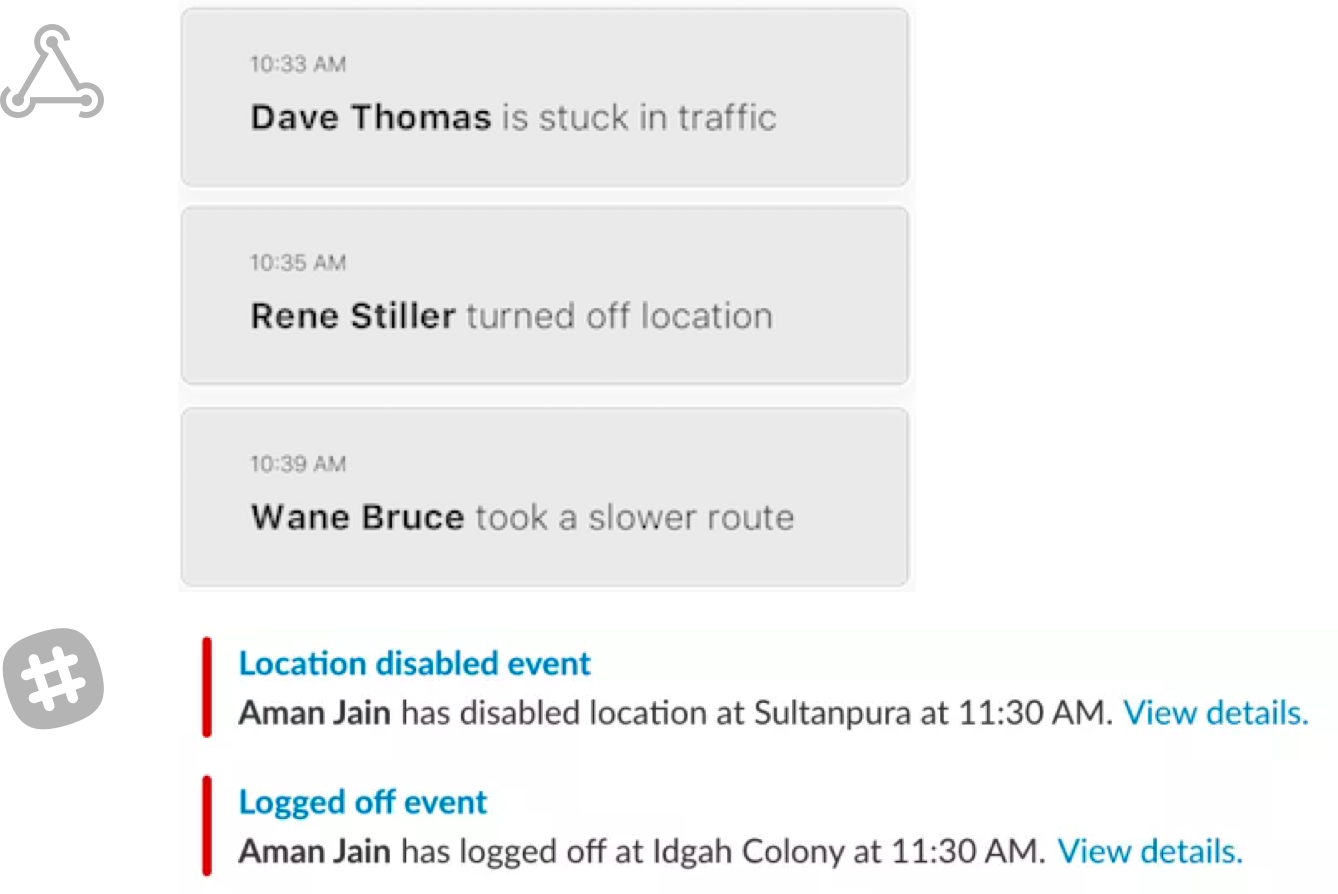 10:33 AM
Dave Thomas is stuck in traffic
10:35 AM
Rene Stiller turned off location
10:39 AM
Wane Bruce took a slower route
Location disabled event
Aman Jain has disabled location at Sultanpura at 11:30 AM. View details.
Logged off event
Aman Jain has logged off at Idgah Colony at 11:30 AM. View details.